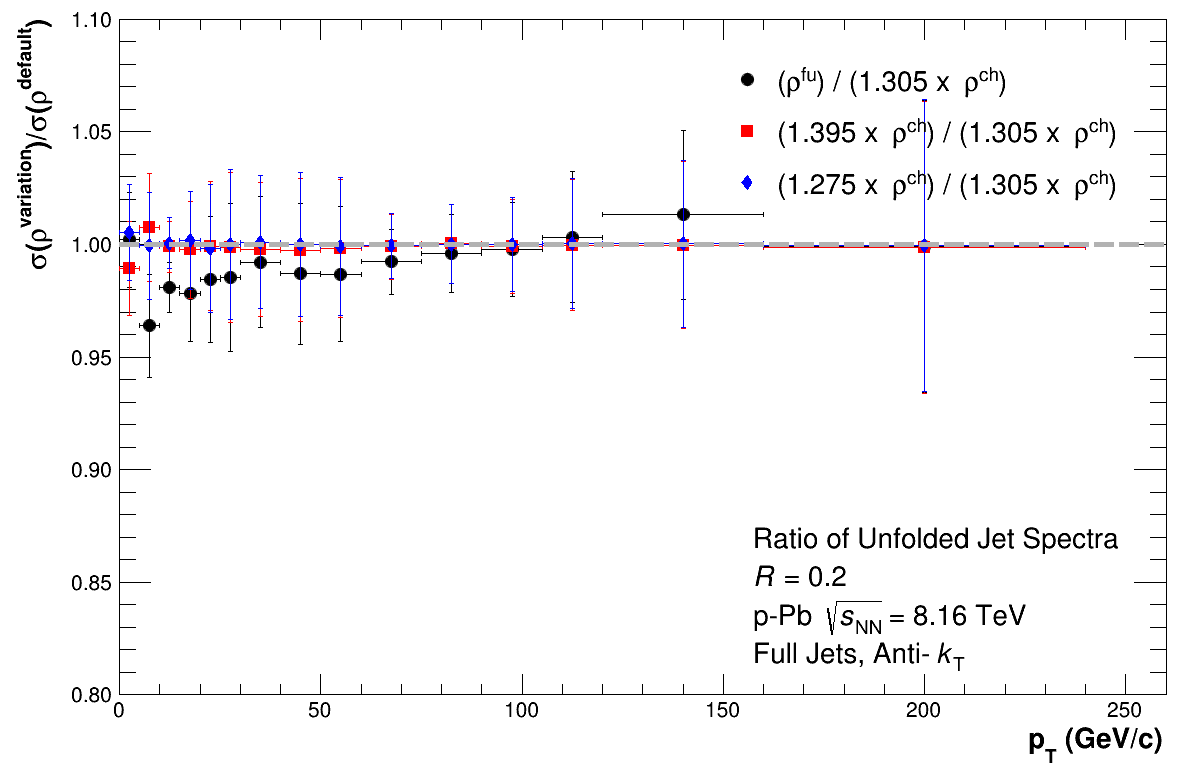 σ(ρ^variation)/σ(ρ^default)
1.10
1.05
1.00
0.95
0.90
0.85
0.80
(ρ^fu) / (1.305 x ρ^ch)
(1.395 x ρ^ch) / (1.305 x ρ^ch)
(1.275 x ρ^ch) / (1.305 x ρ^ch)
Ratio of Unfolded Jet Spectra
R = 0.2
p-Pb √s_NN = 8.16 TeV
Full Jets, Anti- k_T
0 50 100 150 200 250
p_T (GeV/c)